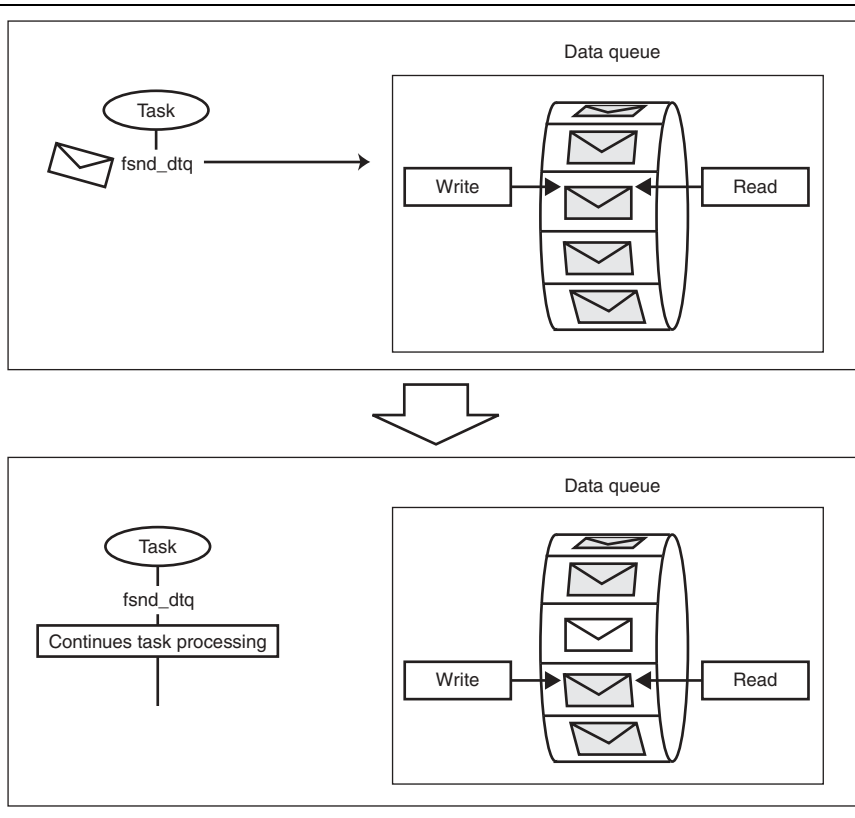 Data queue
Task
fsnd_dtq
Write
Read
Data queue
Task
fsnd_dtq
Continues task processing
Write
Read